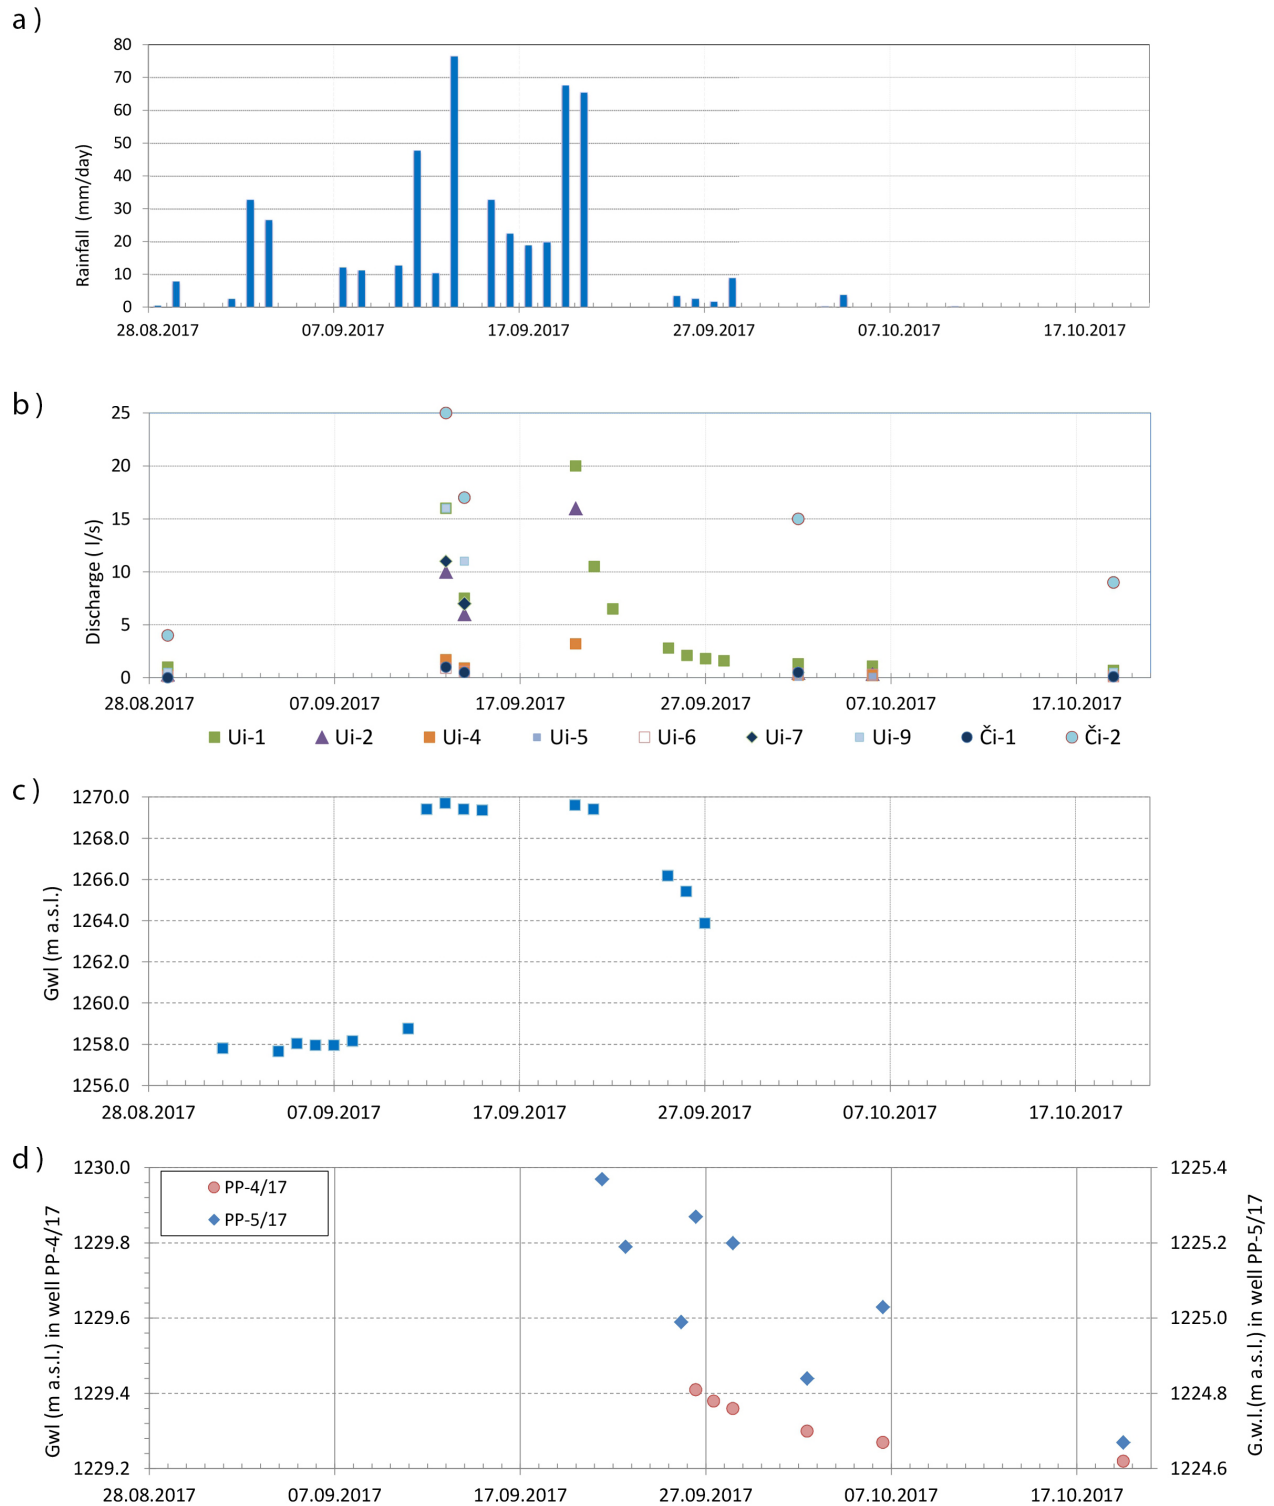 a )
80
70
60
50
40
30
20
10
0
Rainfall (mm/day)
28.08.2017 07.09.2017 17.09.2017 27.09.2017 07.10.2017 17.10.2017
b )
25
20
15
10
5
0
Discharge ( l/s)
28.08.2017 07.09.2017 17.09.2017 27.09.2017 07.10.2017 17.10.2017
Ui-1 Ui-2 Ui-4 Ui-5 Ui-6 Ui-7 Ui-9 Či-1 Či-2
c )
1270.0
1268.0
1266.0
1264.0
1262.0
1260.0
1258.0
1256.0
Gwl (m a.s.l.)
28.08.2017 07.09.2017 17.09.2017 27.09.2017 07.10.2017 17.10.2017
d )
1230.0
1229.8
1229.6
1229.4
1229.2
Gwl (m a.s.l.) in well PP-4/17
PP-4/17
PP-5/17
1225.4
1225.2
1225.0
1224.8
1224.6
G.w.l.(m a.s.l.) in well PP-5/17
28.08.2017 07.09.2017 17.09.2017 27.09.2017 07.10.2017 17.10.2017